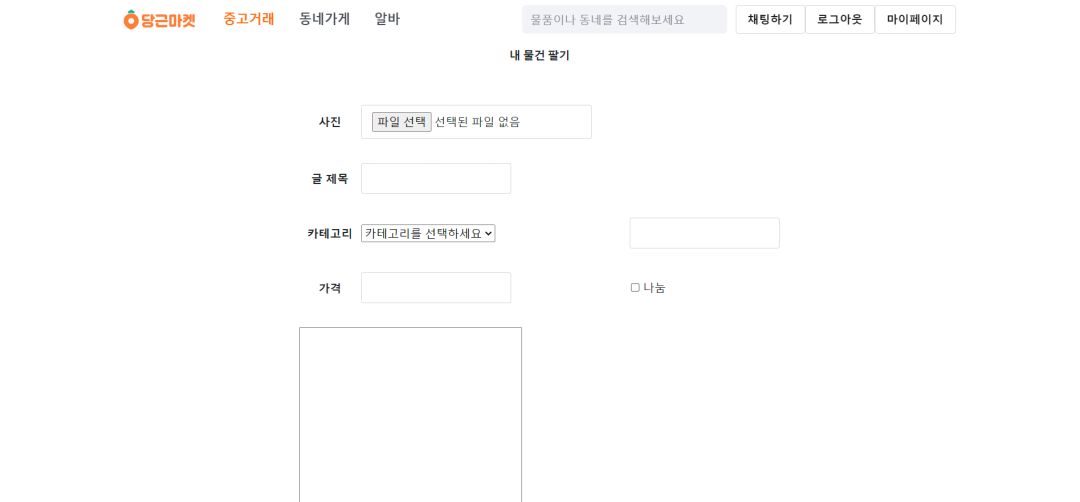 당근마켓 중고거래 동네가게 알바 물품이나 동네를 검색해보세요 채팅하기 로그아웃 마이페이지
내 물건 팔기
사진 파일 선택 선택된 파일 없음
글 제목
카테고리 카테고리를 선택하세요
가격 나눔